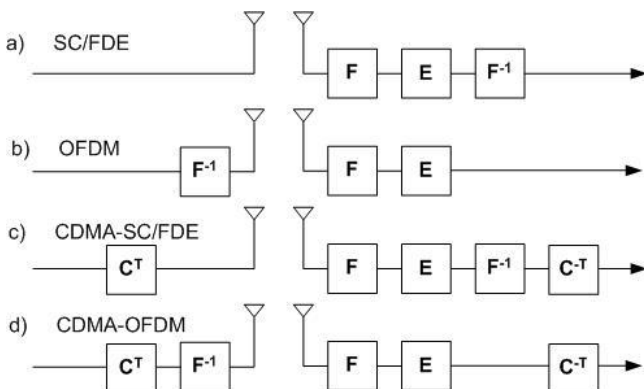 a) SC/FDE
F E F⁻¹
b) OFDM
F⁻¹ F E
c) CDMA-SC/FDE
Cᵀ F E F⁻¹ C⁻ᵀ
d) CDMA-OFDM
Cᵀ F⁻¹ F E C⁻ᵀ